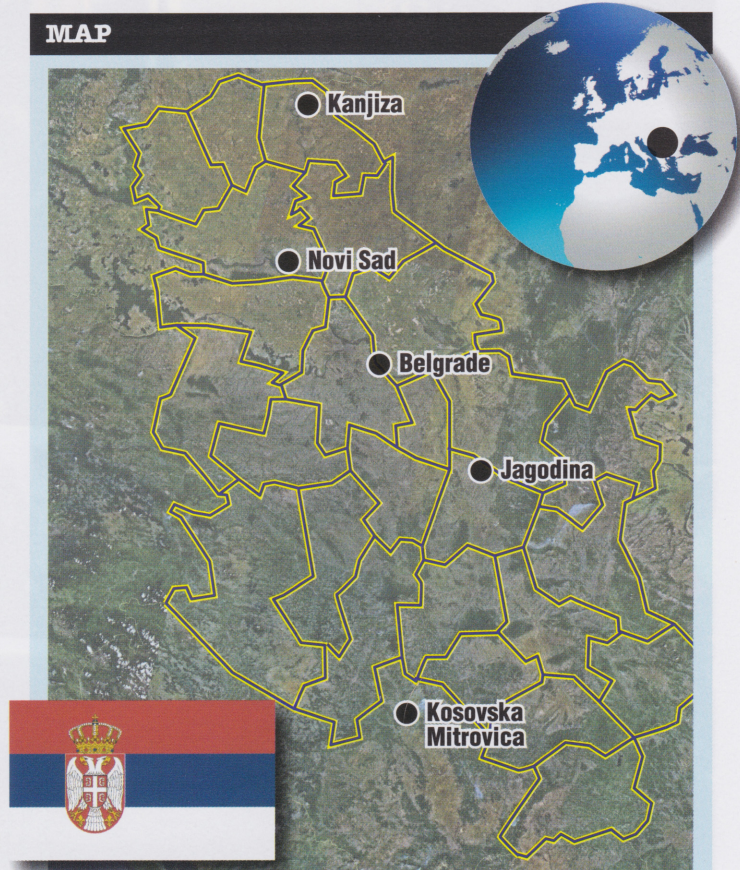 MAP
Kanjiza
Novi Sad
Belgrade
Jagodina
Kosovska
Mitrovica